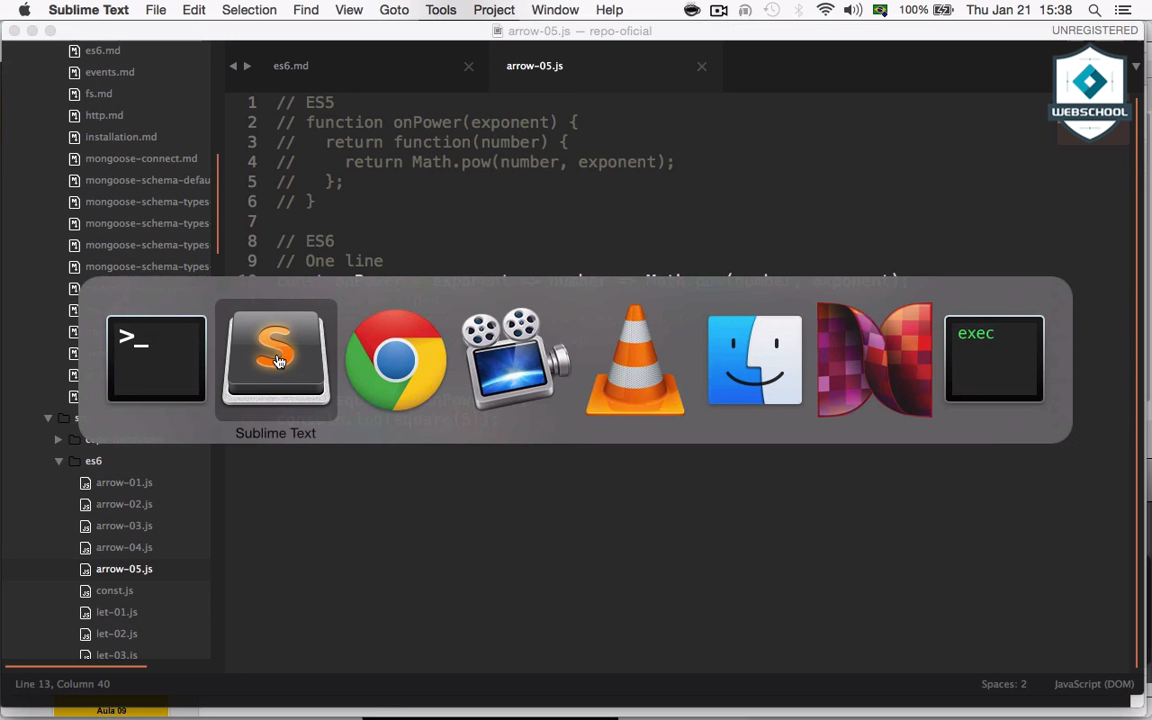 Sublime Text File Edit Selection Find View Goto Tools Project Window Help 100% Thu Jan 21 15:38
arrow-05.js — repo-oficial UNREGISTERED
es6.md
events.md
fs.md
http.md
installation.md
mongoose-connect.md
mongoose-schema-defau
mongoose-schema-types
mongoose-schema-types
mongoose-schema-types
mongoose-schema-types
es6
arrow-01.js
arrow-02.js
arrow-03.js
arrow-04.js
arrow-05.js
const.js
let-01.js
let-02.js
let-03.js
es6.md arrow-05.js
WEBSCHOOL
1 // ES5
2 // function onPower(exponent) {
3 //   return function(number) {
4 //     return Math.pow(number, exponent);
5 //   };
6 // }
7
8 // ES6
9 // One line
>_
S
exec
Sublime Text
console.log(square(5));
Line 13, Column 40 Spaces: 2 JavaScript (DOM)
Aula 09